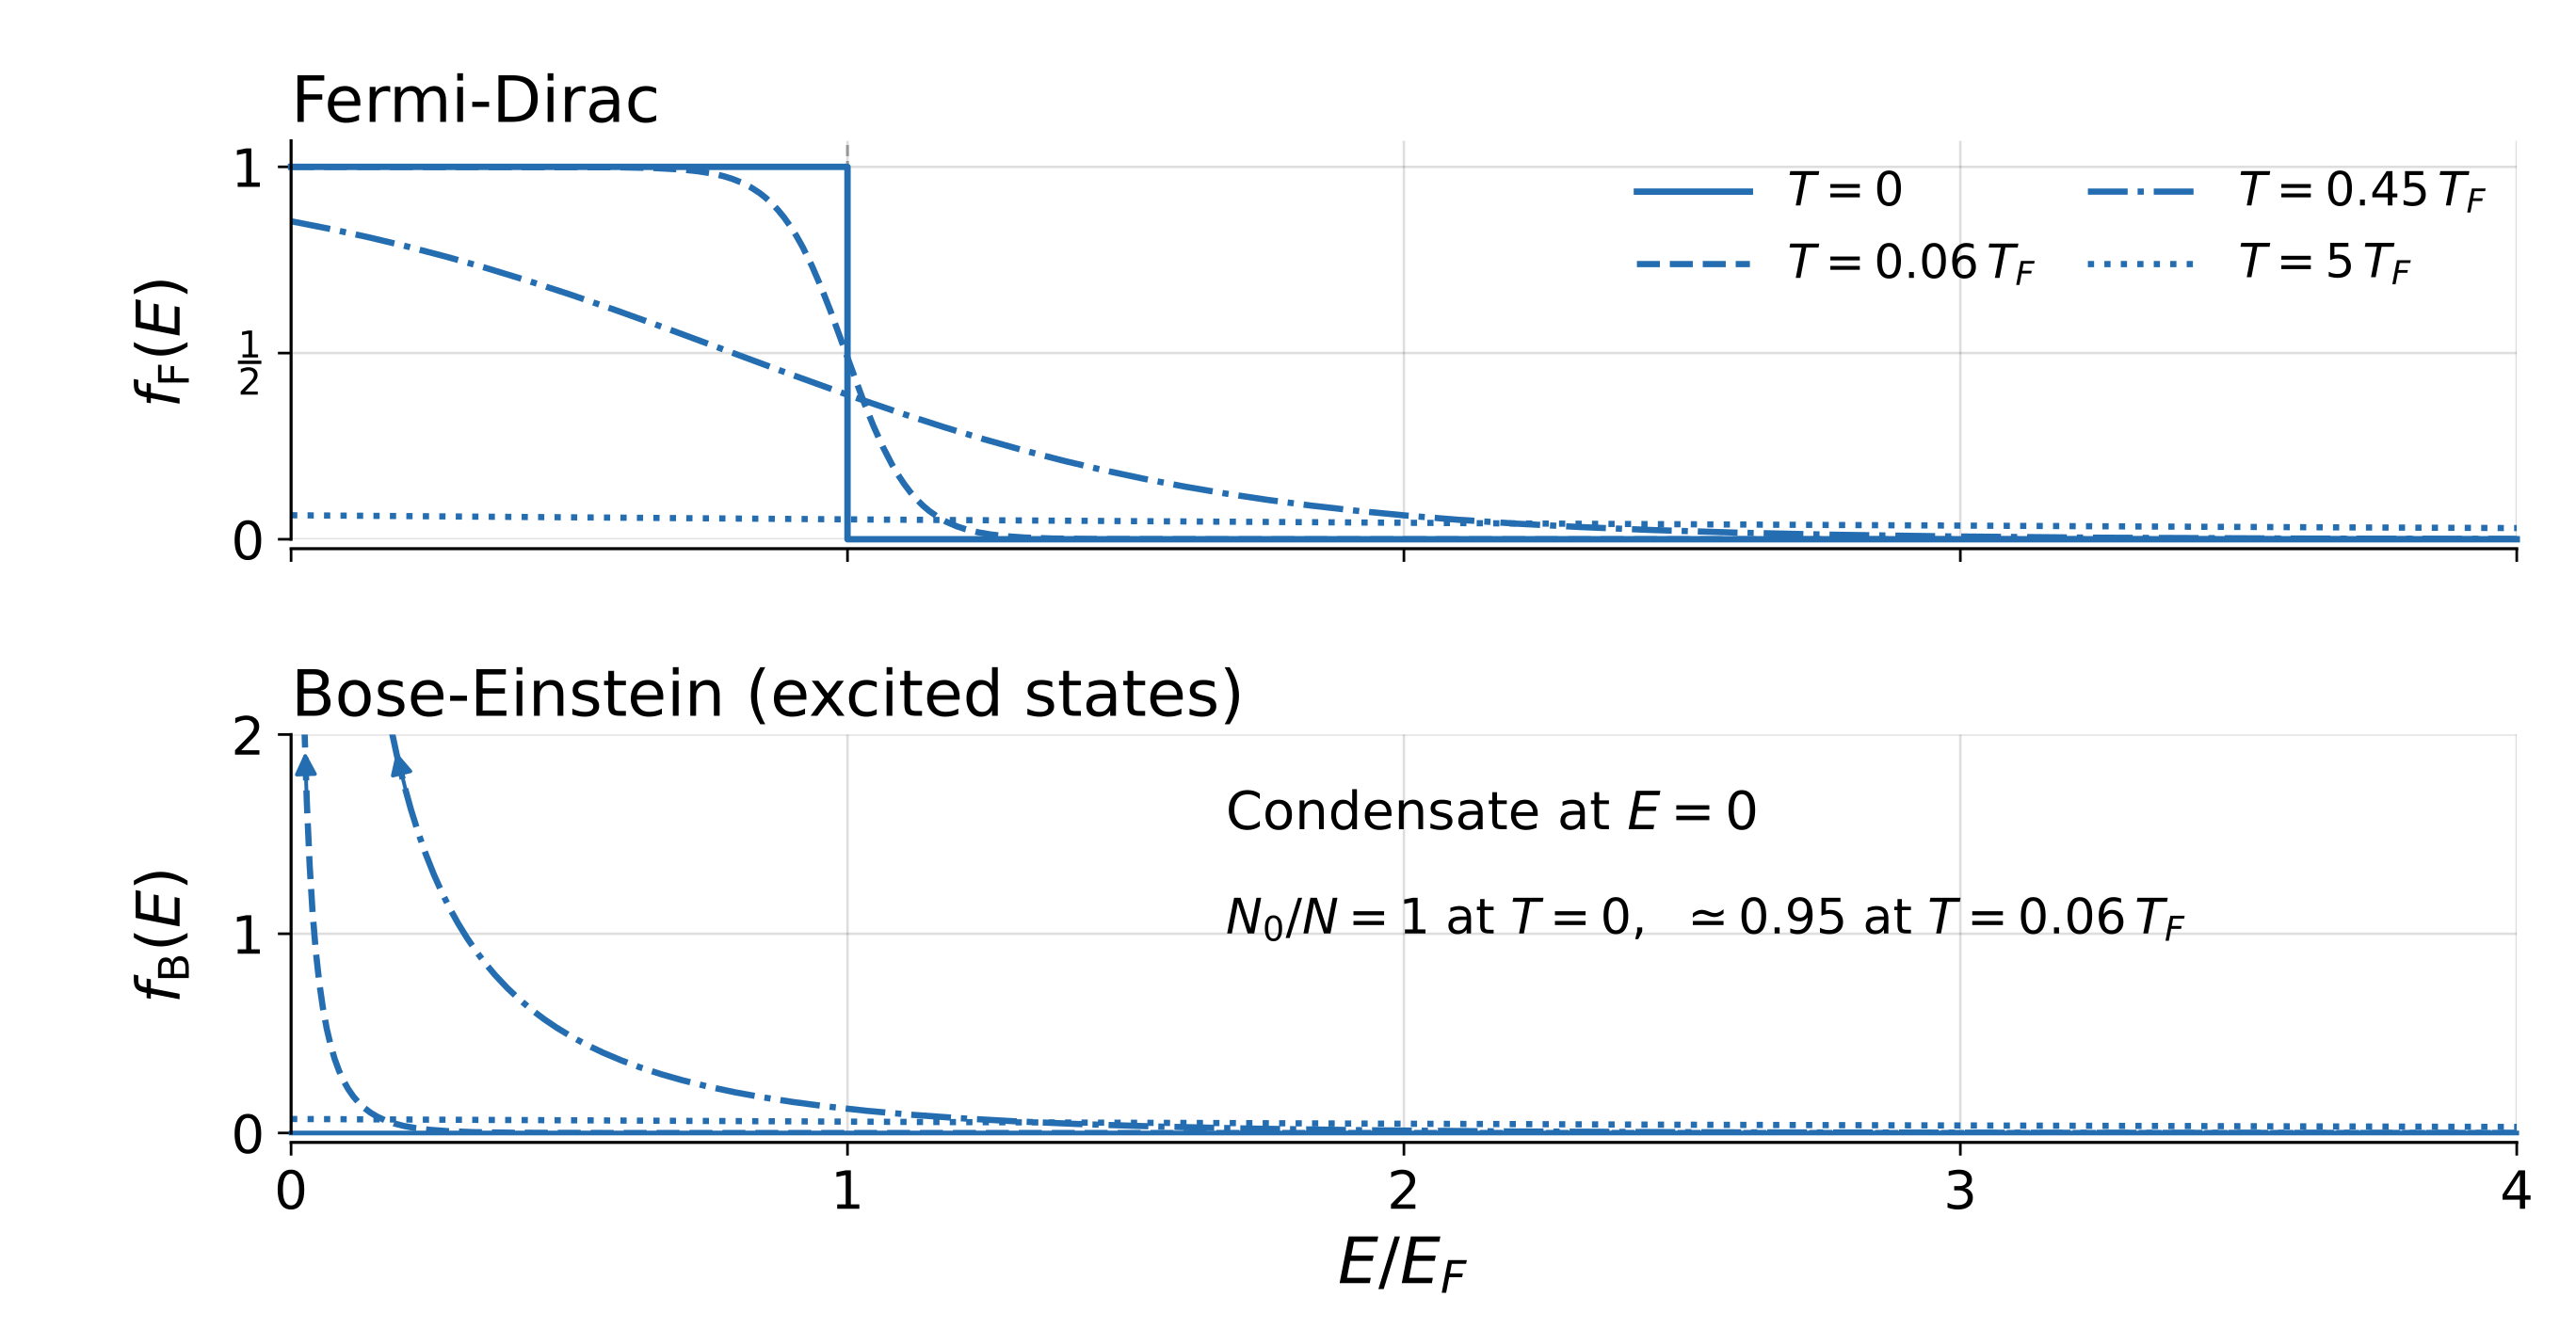 Fermi-Dirac
f_F(E)
1
1/2
0
T = 0
T = 0.06 T_F
T = 0.45 T_F
T = 5 T_F
Bose-Einstein (excited states)
f_B(E)
2
1
0
Condensate at E = 0
N_0/N = 1 at T = 0, ≃ 0.95 at T = 0.06 T_F
0 1 2 3 4
E/E_F